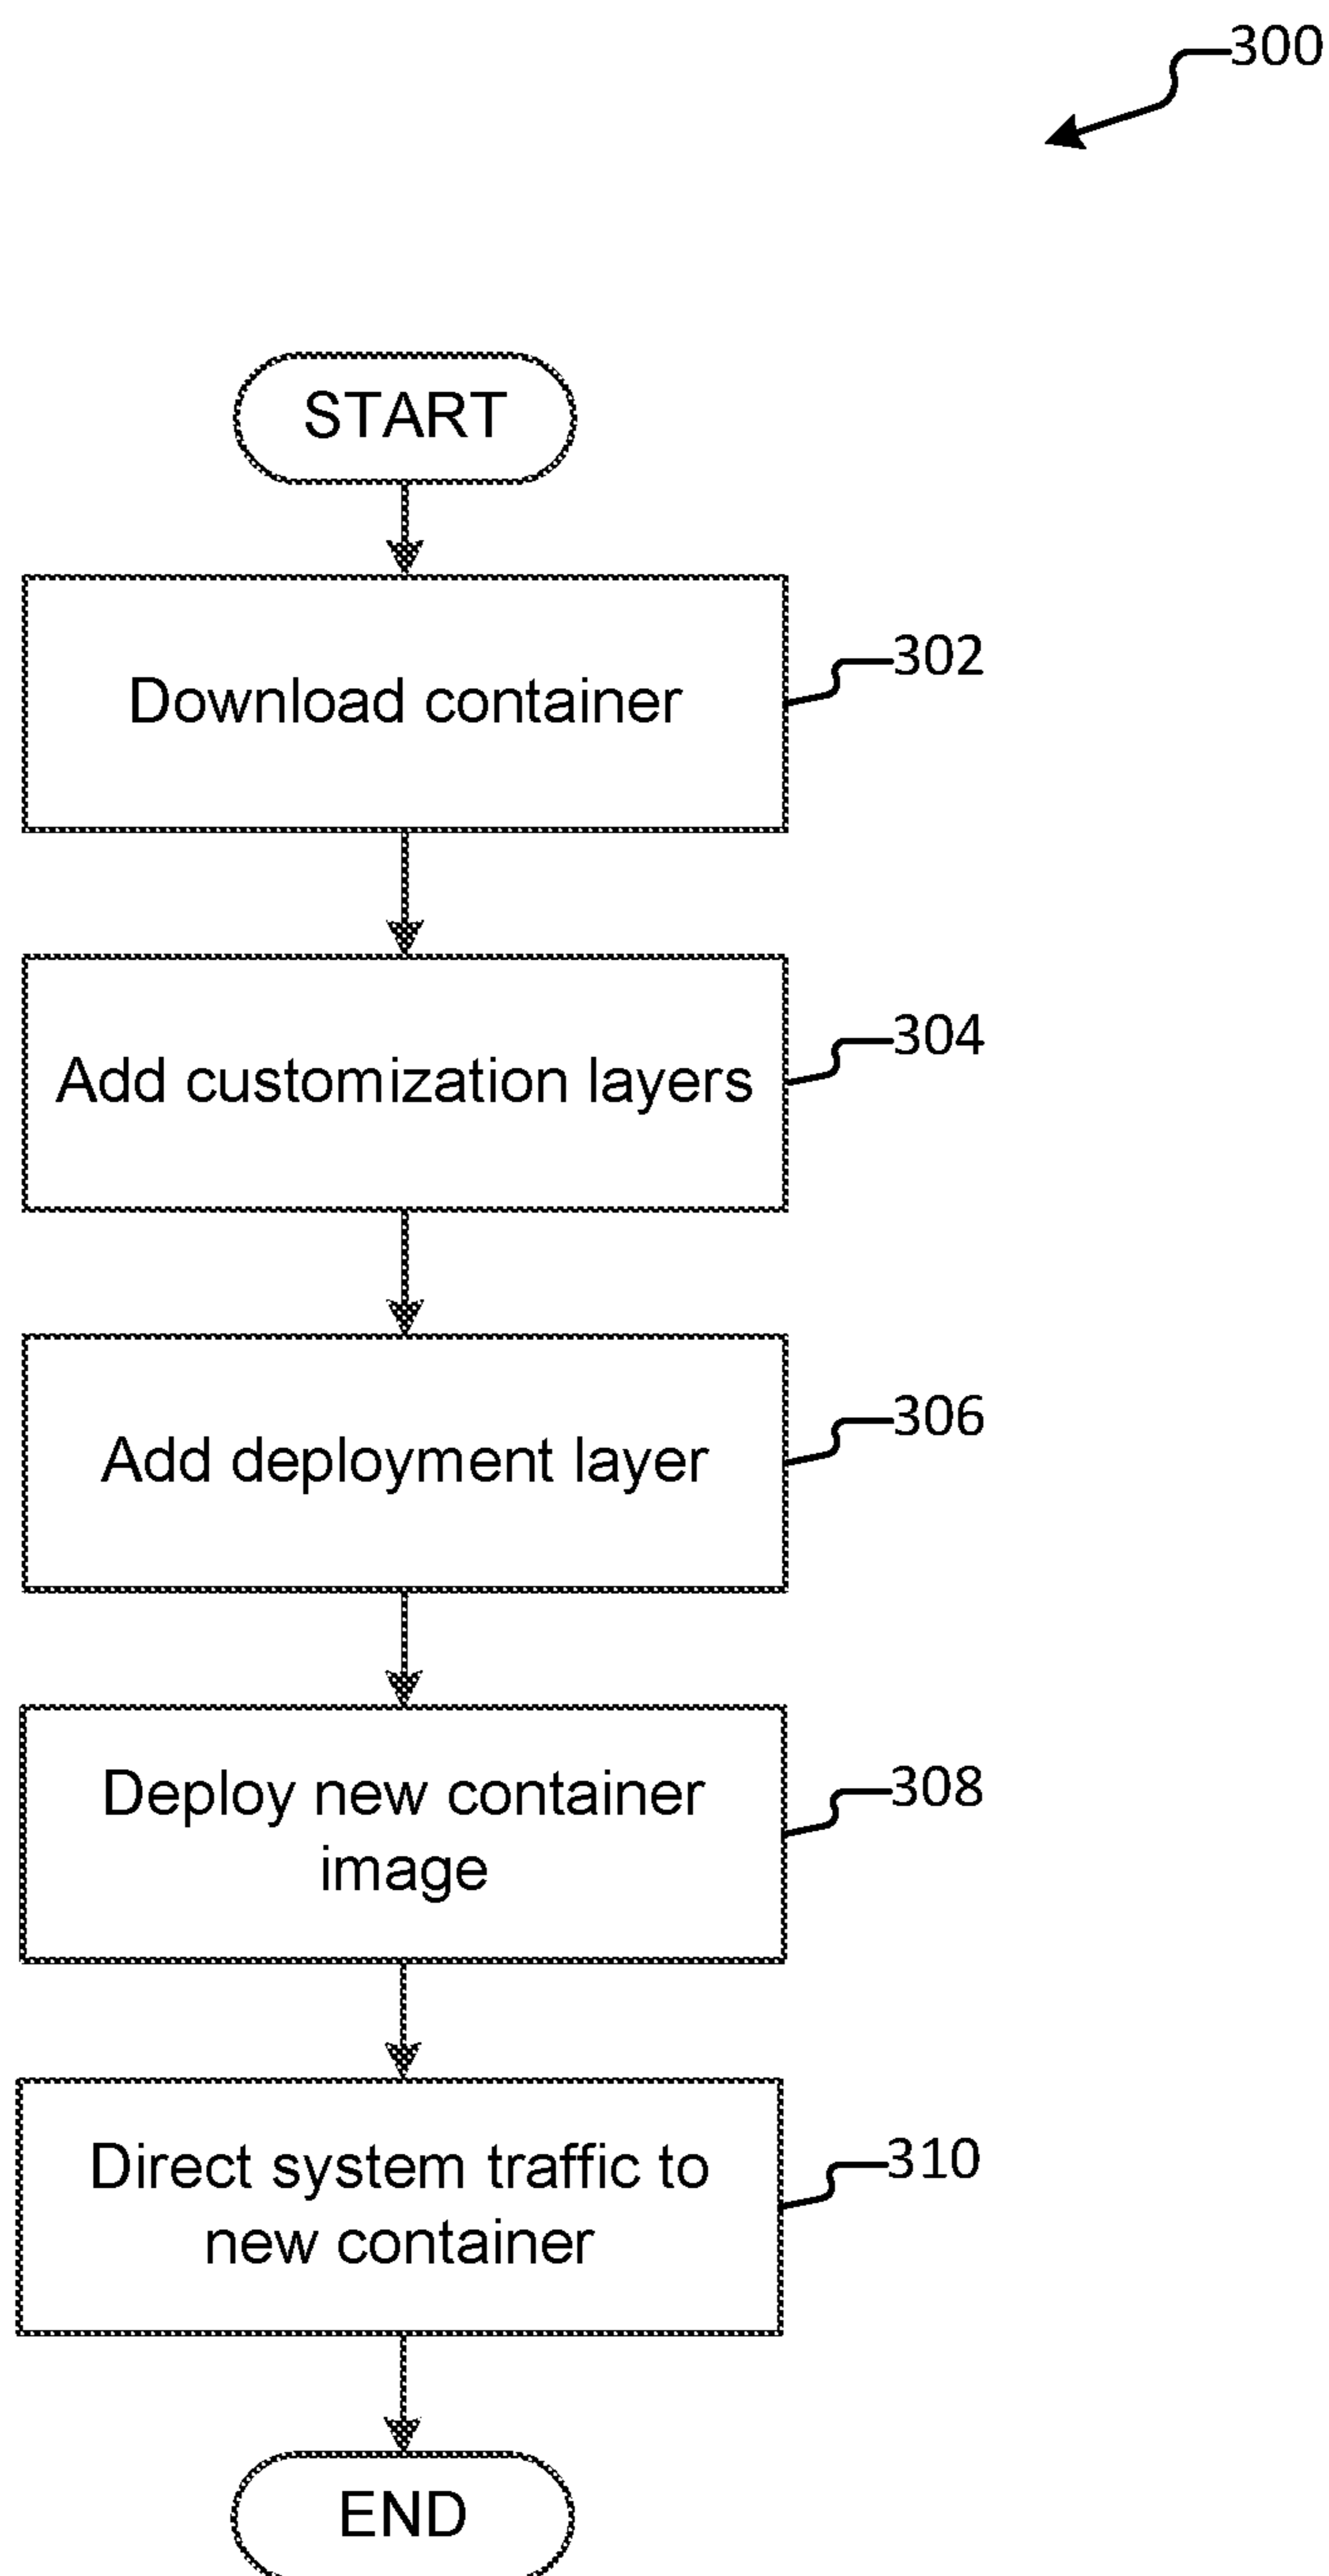 300
START
Download container
302
Add customization layers
304
Add deployment layer
306
Deploy new container
image
308
Direct system traffic to
new container
310
END